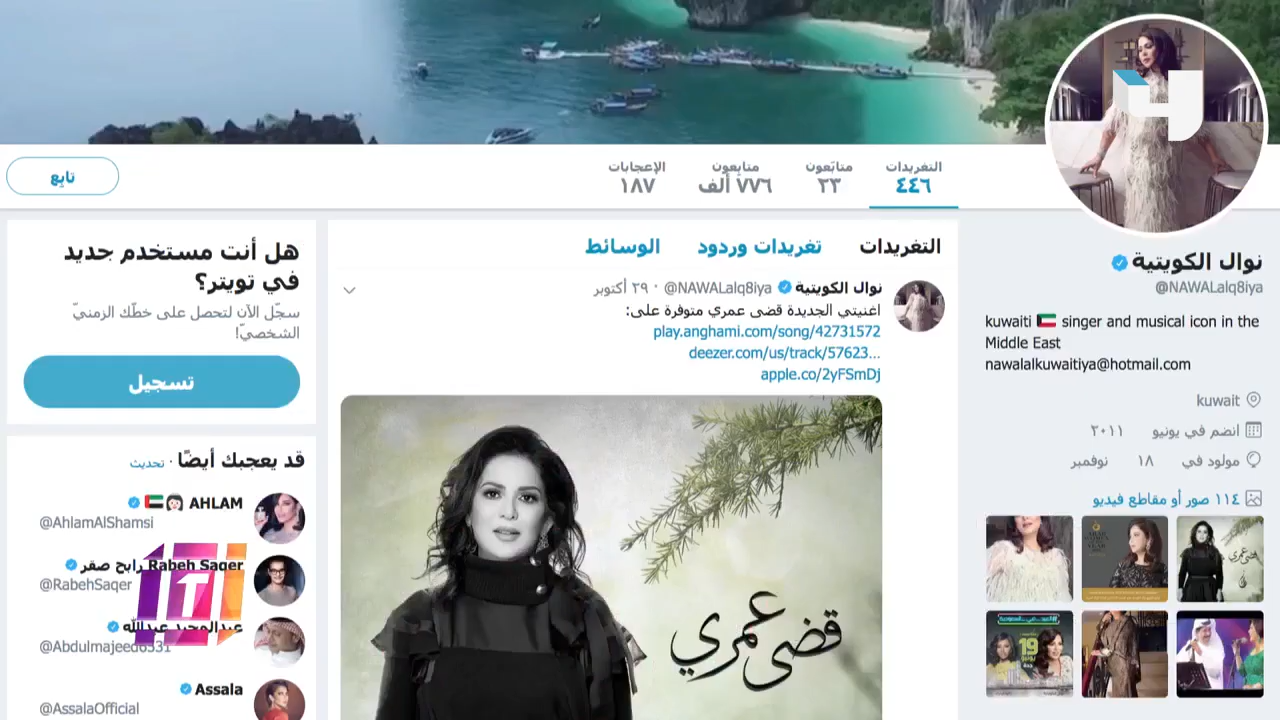 التغريدات
٤٤٦
متابَعون
٢٣
متابِعون
٧٧٦ ألف
الإعجابات
١٨٧
تابِع
نوال الكويتية
@NAWALalq8iya
kuwaiti 🇰🇼 singer and musical icon in the
Middle East
nawalalkuwaitiya@hotmail.com
kuwait
انضم في يونيو ٢٠١١
مولود في ١٨ نوفمبر
١١٤ صور أو مقاطع فيديو
19
التغريدات
تغريدات وردود
الوسائط
نوال الكويتية @NAWALalq8iya · ٢٩ أكتوبر
اغنيتي الجديدة قضى عمري متوفرة على:
play.anghami.com/song/42731572
deezer.com/us/track/57623...
apple.co/2yFSmDj
قضى عمري
هل أنت مستخدم جديد
في تويتر؟
سجّل الآن لتحصل على خطّك الزمنيّ
الشخصيّ!
تسجيل
قد يعجبك أيضًا · تحديث
AHLAM 👩🏻🇦🇪
@AhlamAlShamsi
Rabeh Saqer رابح صقر
@RabehSaqer
عبدالمجيد عبدالله
@Abdulmajeed6331
Assala
@AssalaOfficial